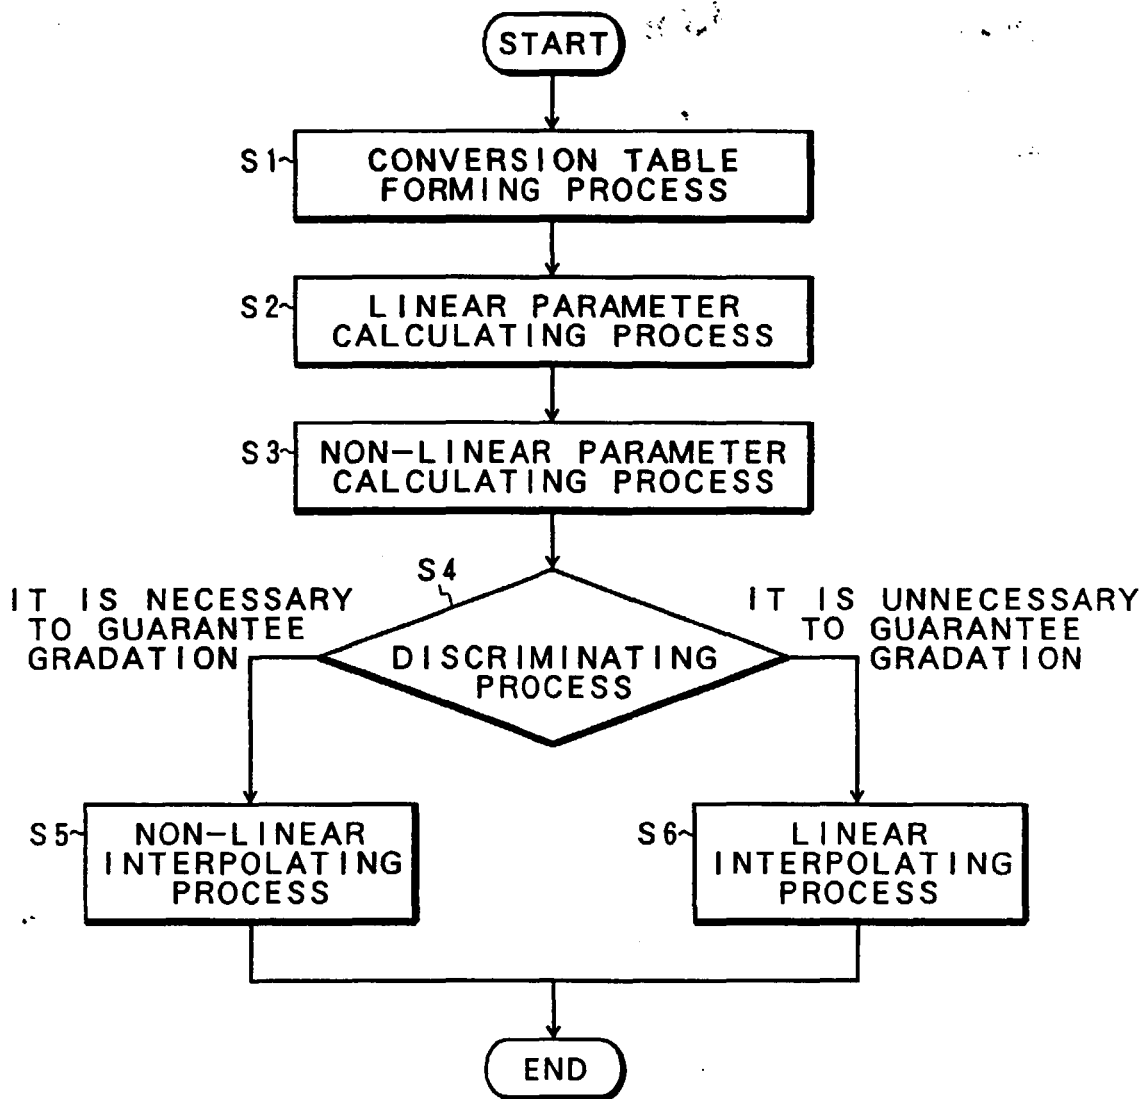 START
S1
CONVERSION TABLE
FORMING PROCESS
S2
LINEAR PARAMETER
CALCULATING PROCESS
S3
NON-LINEAR PARAMETER
CALCULATING PROCESS
S4
IT IS NECESSARY
TO GUARANTEE
GRADATION
DISCRIMINATING
PROCESS
IT IS UNNECESSARY
TO GUARANTEE
GRADATION
S5
NON-LINEAR
INTERPOLATING
PROCESS
S6
LINEAR
INTERPOLATING
PROCESS
END